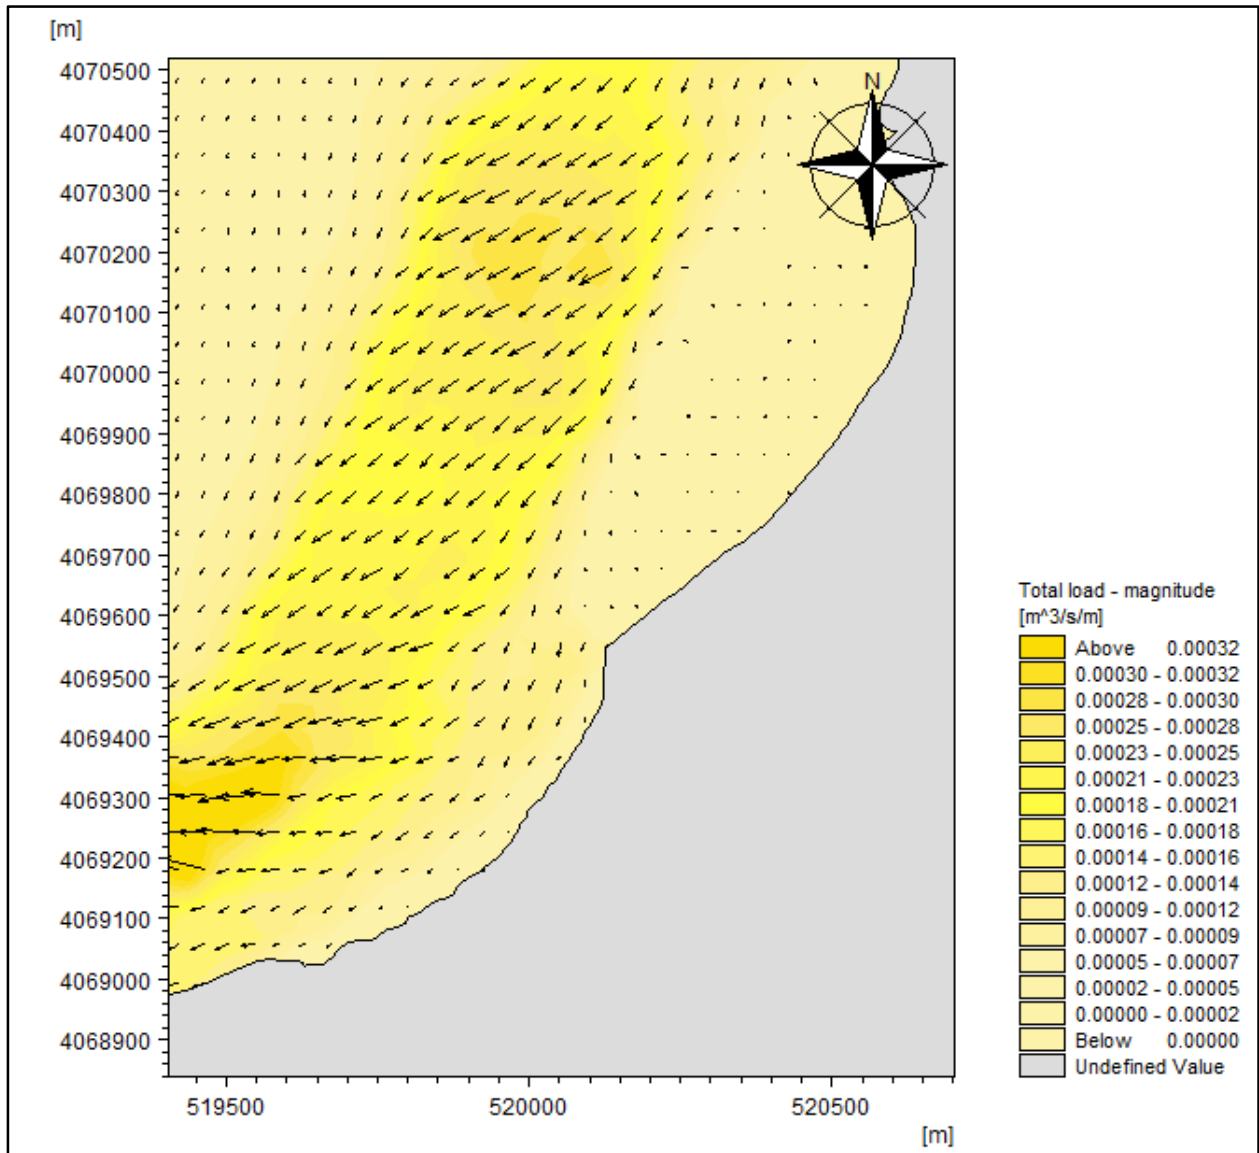 [m]
4070500
4070400
4070300
4070200
4070100
4070000
4069900
4069800
4069700
4069600
4069500
4069400
4069300
4069200
4069100
4069000
4068900
519500 520000 520500
[m]
N
Total load - magnitude
[m^3/s/m]
Above 0.00032
0.00030 - 0.00032
0.00028 - 0.00030
0.00025 - 0.00028
0.00023 - 0.00025
0.00021 - 0.00023
0.00018 - 0.00021
0.00016 - 0.00018
0.00014 - 0.00016
0.00012 - 0.00014
0.00009 - 0.00012
0.00007 - 0.00009
0.00005 - 0.00007
0.00002 - 0.00005
0.00000 - 0.00002
Below 0.00000
Undefined Value